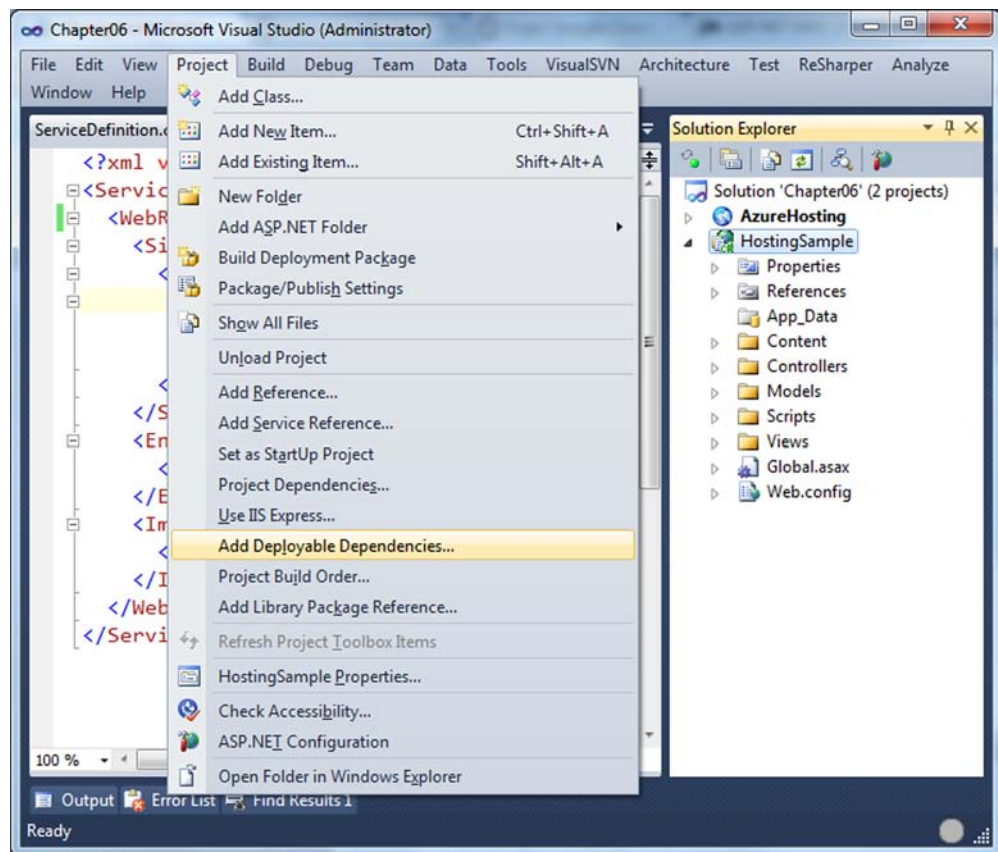 Chapter06 - Microsoft Visual Studio (Administrator)
File Edit View Project Build Debug Team Data Tools VisualSVN Architecture Test ReSharper Analyze
Window Help
ServiceDefinition.c
<?xml v
<Servic
<WebR
<Si
<
<
</S
<En
<
</E
<Im
<
</I
</Web
</Servi
100 %
Add Class...
Add New Item... Ctrl+Shift+A
Add Existing Item... Shift+Alt+A
New Folder
Add ASP.NET Folder
Build Deployment Package
Package/Publish Settings
Show All Files
Unload Project
Add Reference...
Add Service Reference...
Set as StartUp Project
Project Dependencies...
Use IIS Express...
Add Deployable Dependencies...
Project Build Order...
Add Library Package Reference...
Refresh Project Toolbox Items
HostingSample Properties...
Check Accessibility...
ASP.NET Configuration
Open Folder in Windows Explorer
Solution Explorer
Solution 'Chapter06' (2 projects)
AzureHosting
HostingSample
Properties
References
App_Data
Content
Controllers
Models
Scripts
Views
Global.asax
Web.config
Output Error List Find Results 1
Ready